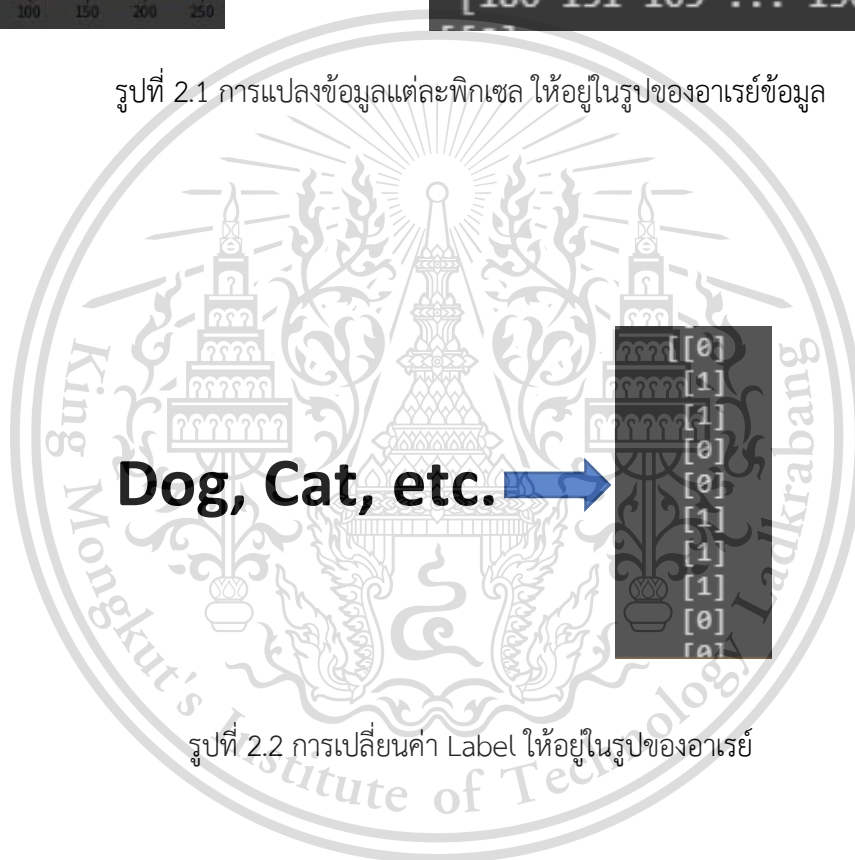 100 150 200 250
รูปที่ 2.1 การแปลงข้อมูลแต่ละพิกเซล ให้อยู่ในรูปของอาเรย์ข้อมูล
Dog, Cat, etc.
[[0]
[1]
[1]
[0]
[0]
[1]
[1]
[1]
[0]
[0]
รูปที่ 2.2 การเปลี่ยนค่า Label ให้อยู่ในรูปของอาเรย์
King Mongkut's Institute of Technology Ladkrabang